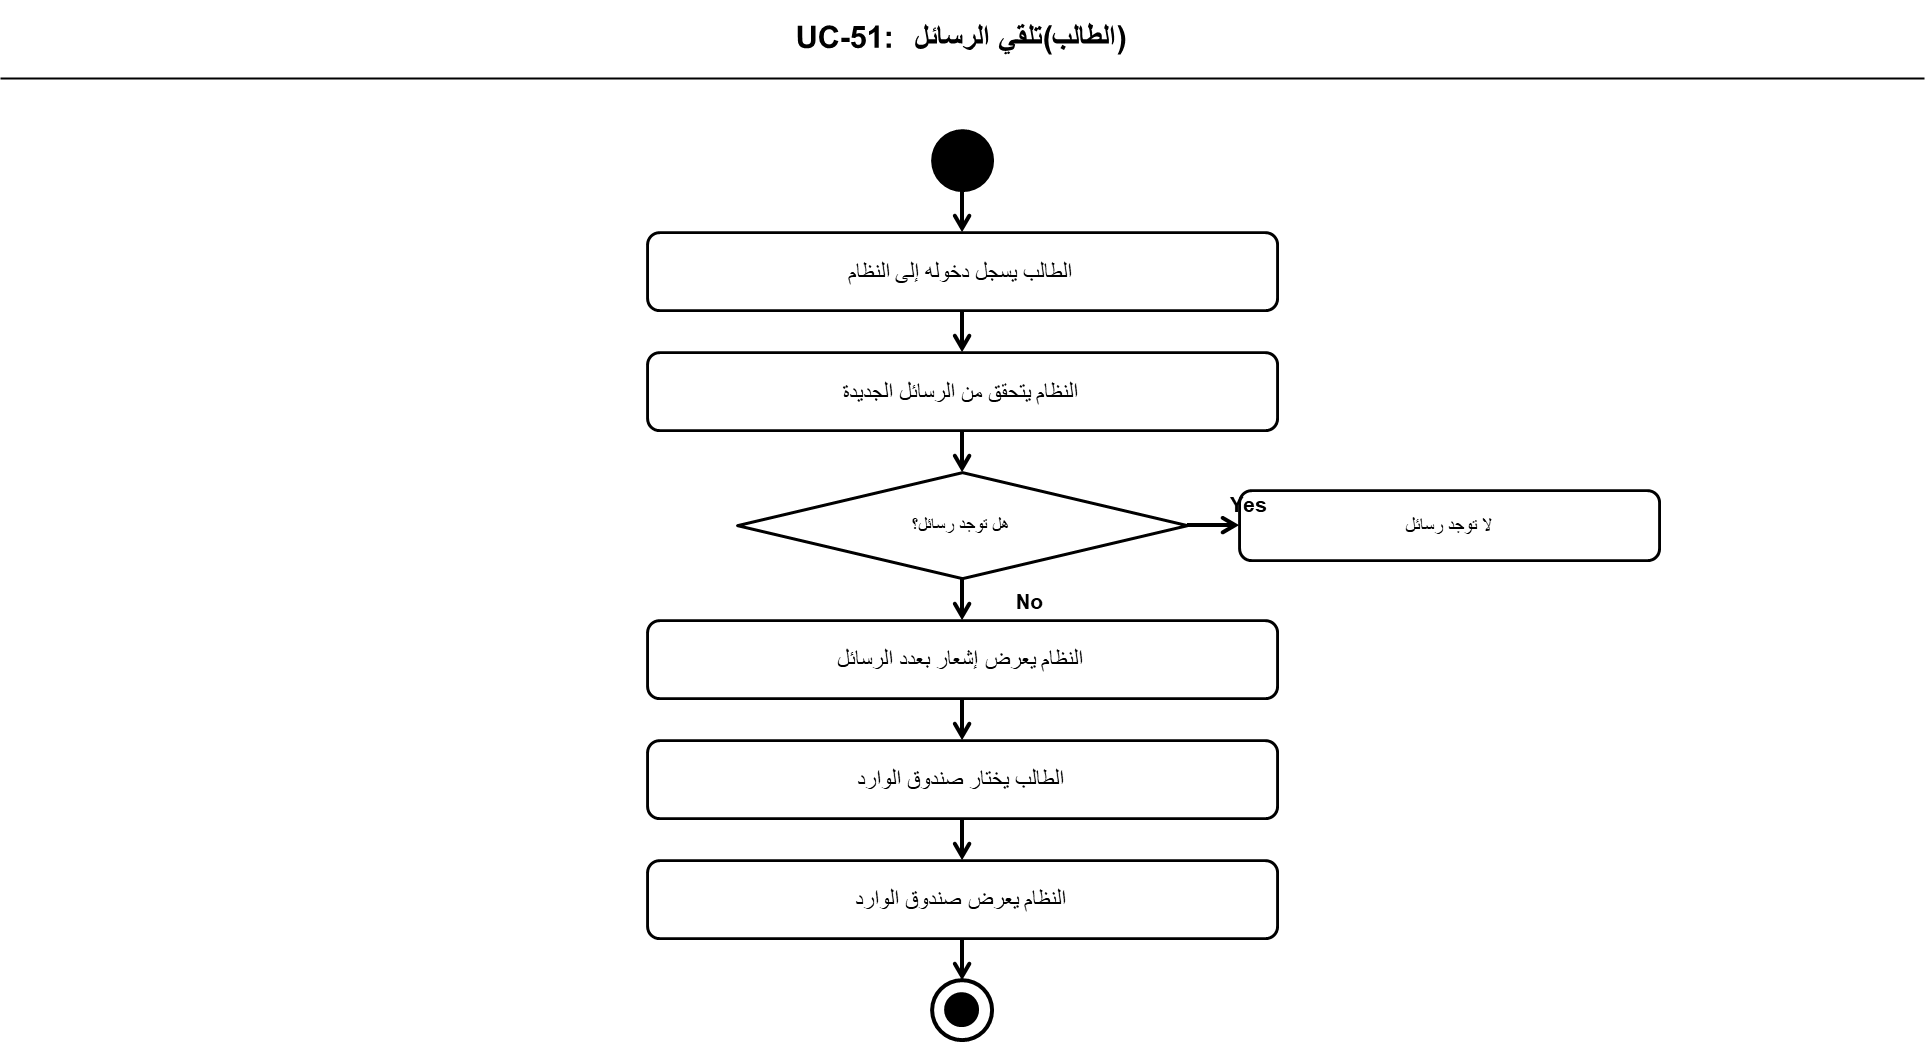 UC-51: تلقي الرسائل(الطالب)
الطالب يسجل دخوله إلى النظام
النظام يتحقق من الرسائل الجديدة
هل توجد رسائل؟
Yes
لا توجد رسائل
No
النظام يعرض إشعار بعدد الرسائل
الطالب يختار صندوق الوارد
النظام يعرض صندوق الوارد